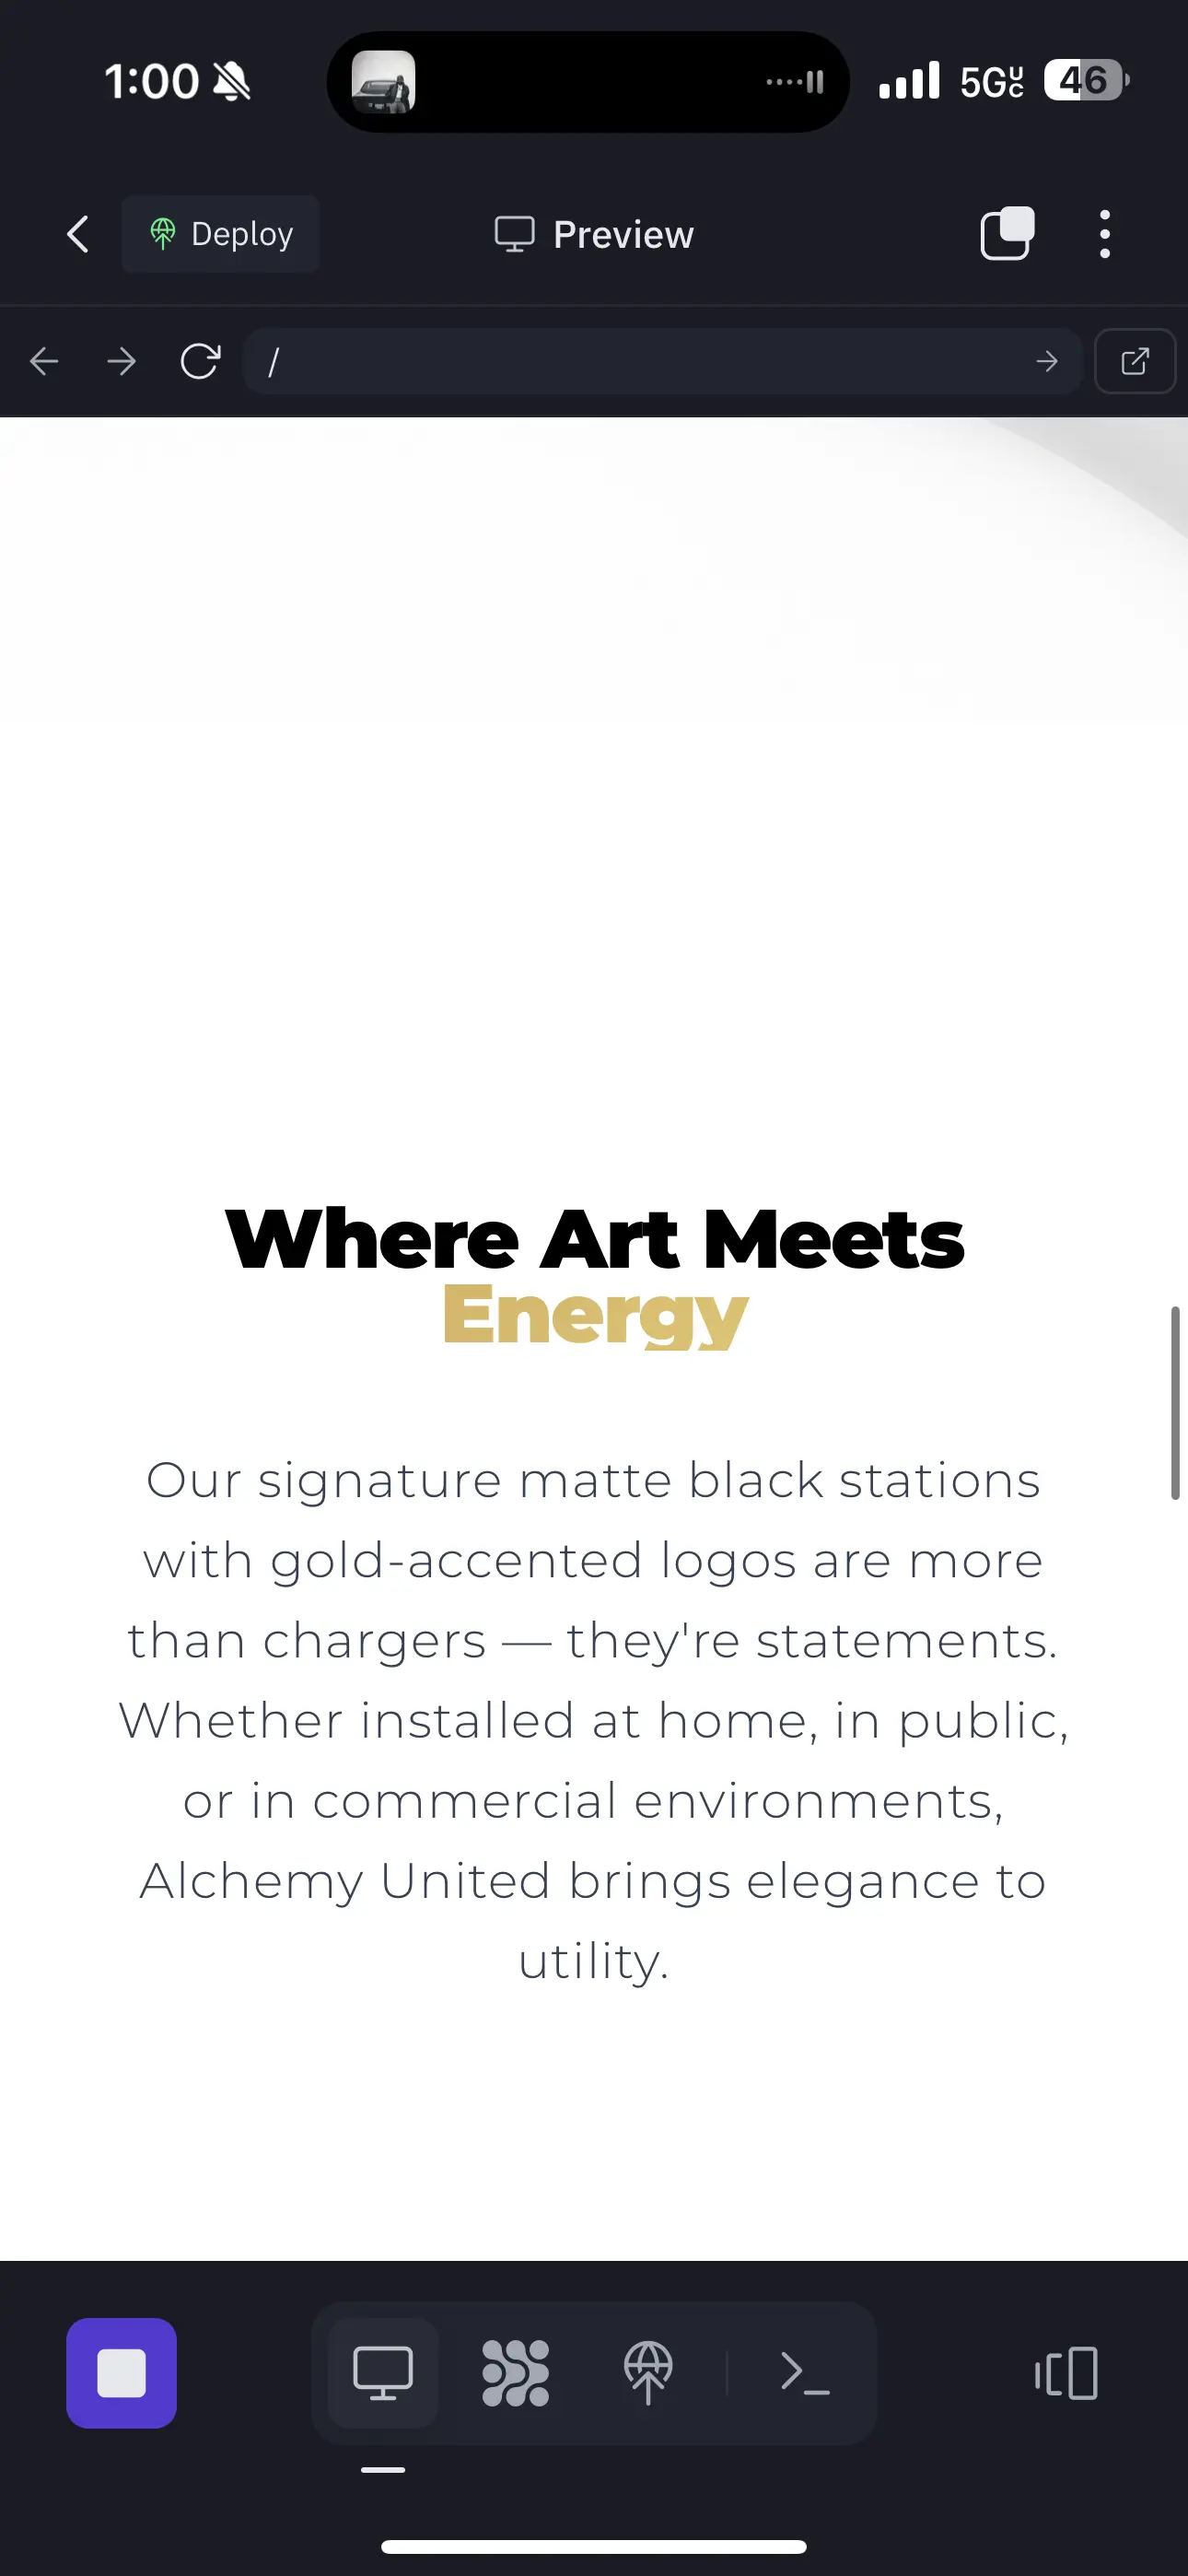 1:00
5GUC
46
Deploy
Preview
/
Where Art Meets
Energy
Our signature matte black stations
with gold-accented logos are more
than chargers — they're statements.
Whether installed at home, in public,
or in commercial environments,
Alchemy United brings elegance to
utility.